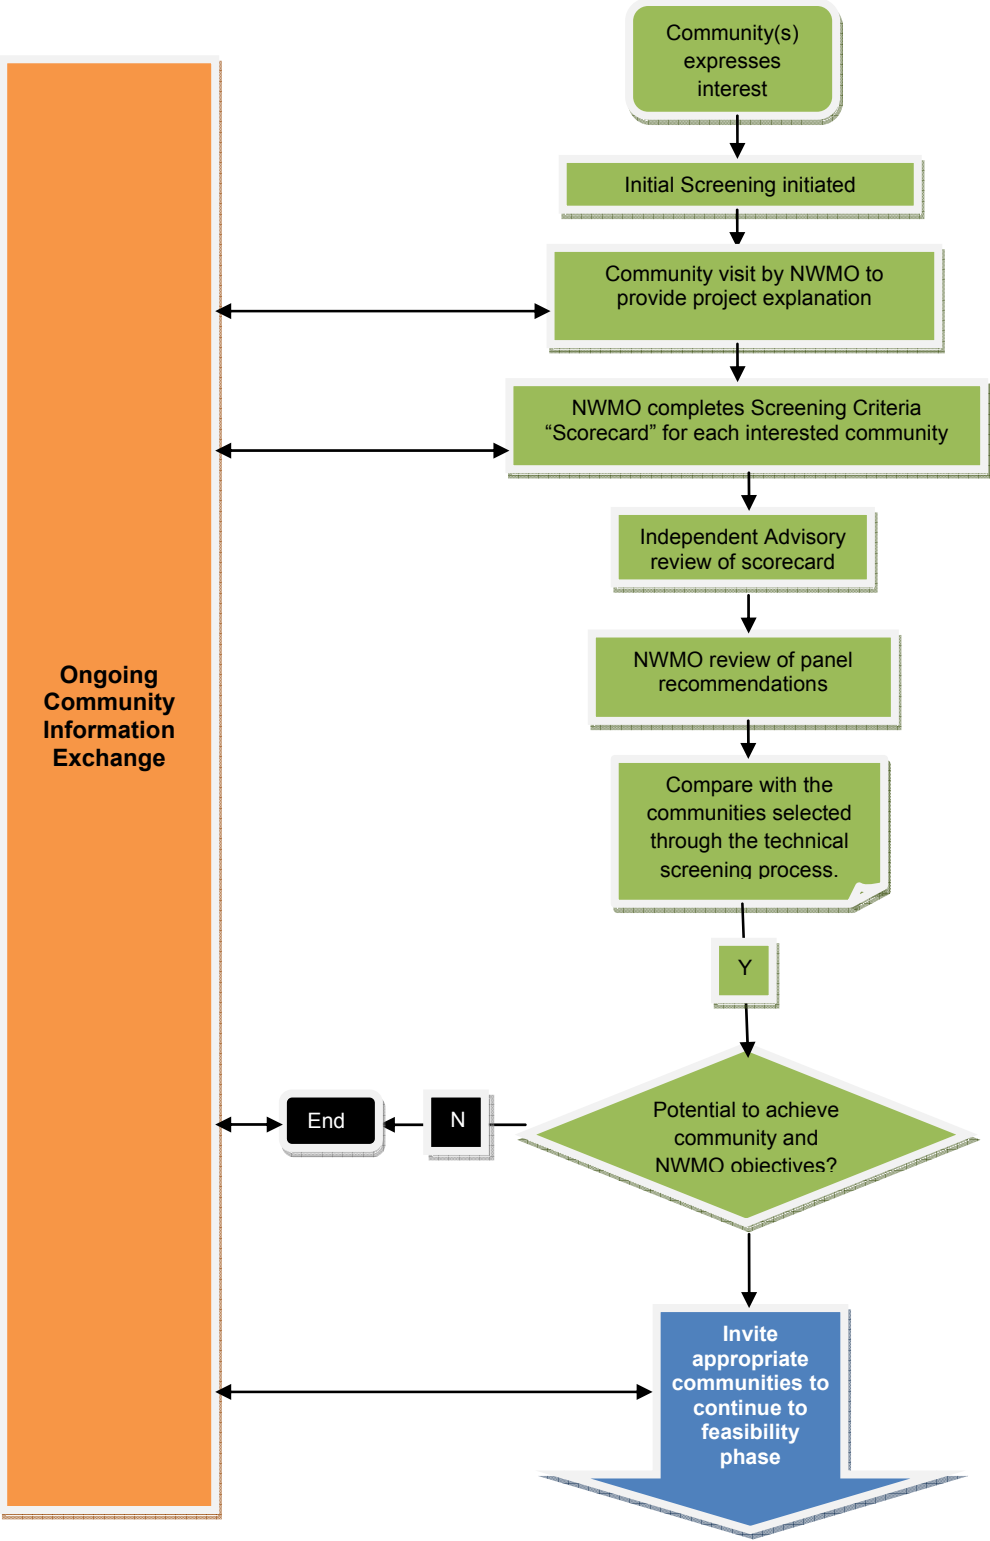 Community(s)
expresses
interest
Initial Screening initiated
Community visit by NWMO to
provide project explanation
NWMO completes Screening Criteria
“Scorecard” for each interested community
Independent Advisory
review of scorecard
NWMO review of panel
recommendations
Ongoing
Community
Information
Exchange
Compare with the
communities selected
through the technical
screening process.
Y
Potential to achieve
community and
NWMO objectives?
N
End
Invite
appropriate
communities to
continue to
feasibility
phase